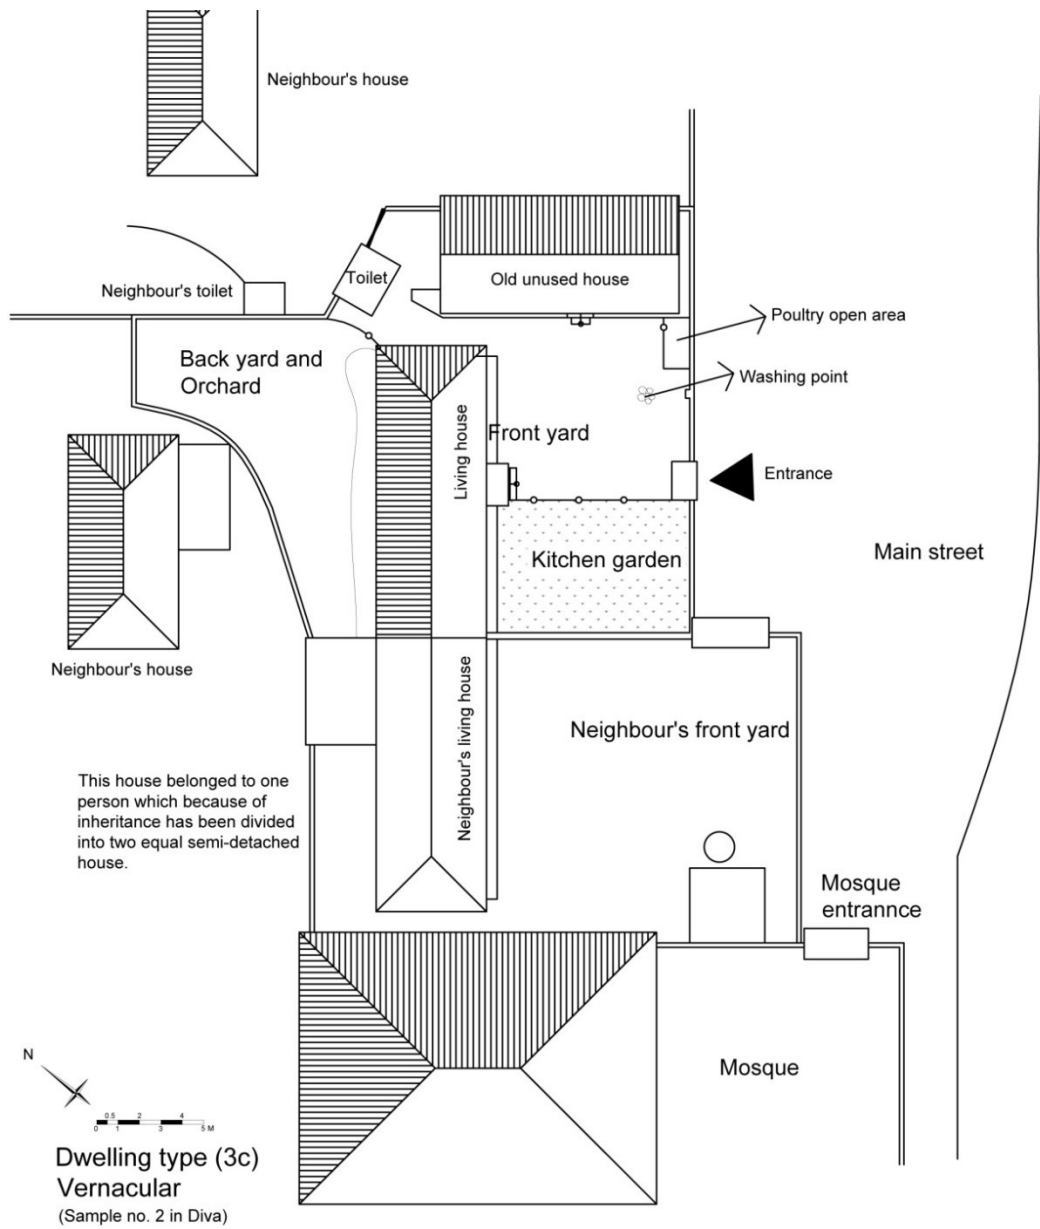 Neighbour's house
Neighbour's toilet
Toilet
Old unused house
Poultry open area
Back yard and
Orchard
Washing point
Living house
Front yard
Entrance
Kitchen garden
Main street
Neighbour's house
Neighbour's living house
Neighbour's front yard
This house belonged to one
person which because of
inheritance has been divided
into two equal semi-detached
house.
Mosque
entrannce
Mosque
N
0.5 2 4
0 1 3 5 M
Dwelling type (3c)
Vernacular
(Sample no. 2 in Diva)